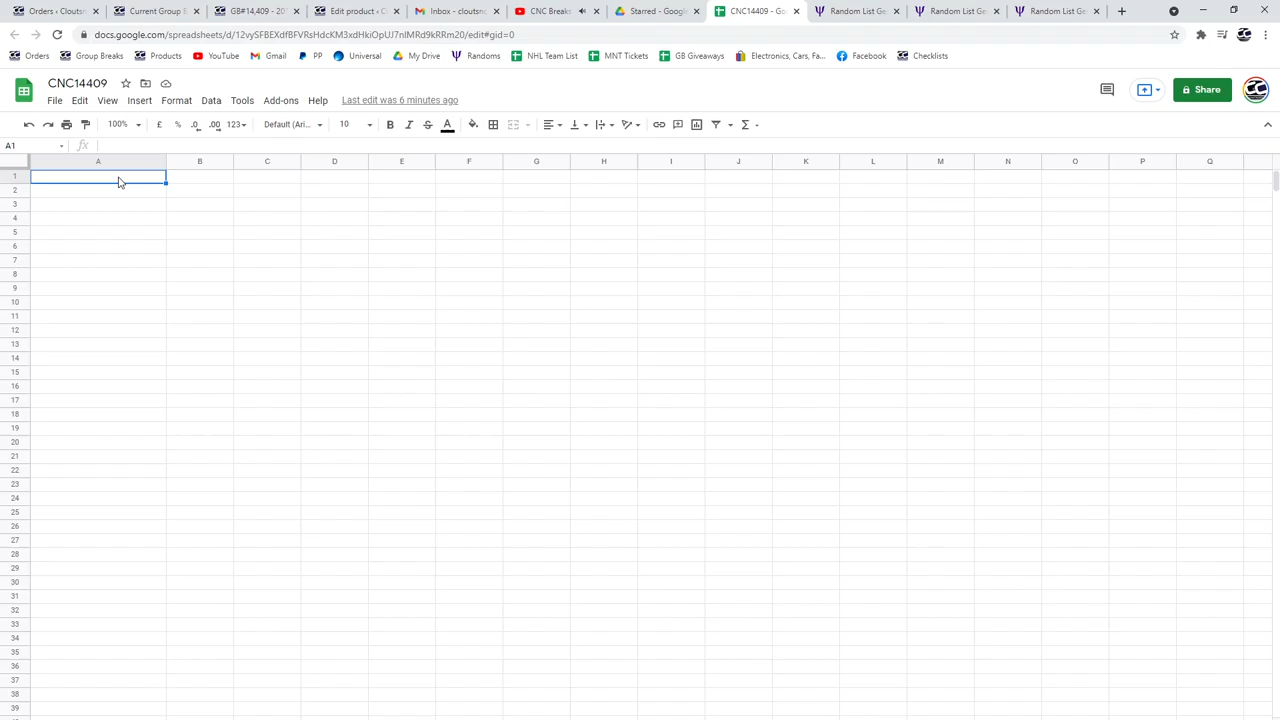 Orders ‹ Cloutsn
Current Group B
GB#14,409 - 201
Edit product ‹ C
Inbox - cloutsnc
CNC Breaks
Starred - Google
CNC14409 - Goo
Random List Ge
Random List Ge
Random List Ge
docs.google.com/spreadsheets/d/12vySFBEXdfBFVRsHdcKM3xdHkiOpUJ7nlMRd9kRRm20/edit#gid=0
Orders Group Breaks Products YouTube Gmail PP Universal My Drive Randoms NHL Team List MNT Tickets GB Giveaways Electronics, Cars, Fa... Facebook Checklists
CNC14409
File Edit View Insert Format Data Tools Add-ons Help Last edit was 6 minutes ago
Share
100% £ % .0 .00 123 Default (Ari... 10 B I S A Σ
A1 fx
A B C D E F G H I J K L M N O P Q
1
2
3
4
5
6
7
8
9
10
11
12
13
14
15
16
17
18
19
20
21
22
23
24
25
26
27
28
29
30
31
32
33
34
35
36
37
38
39